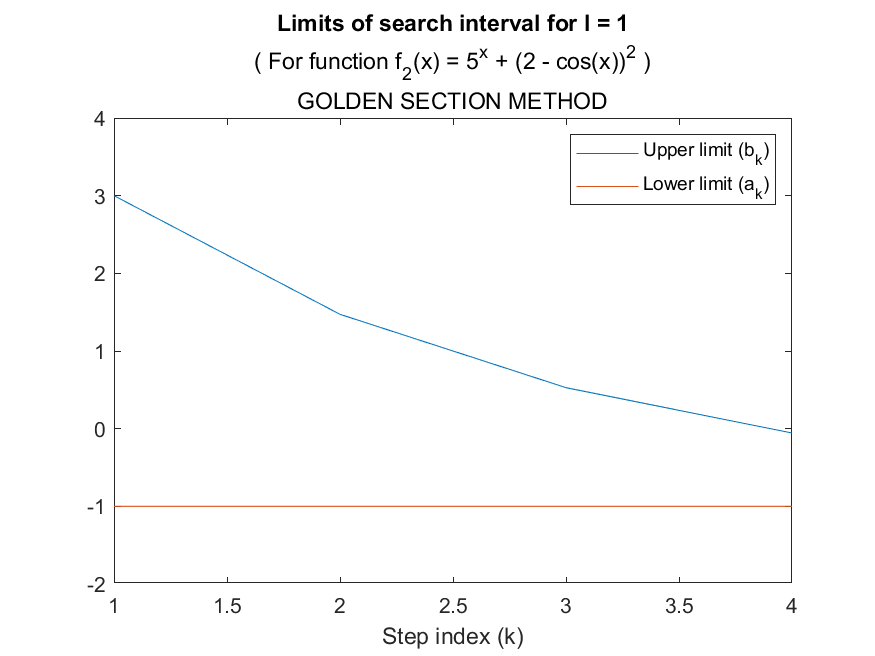 Limits of search interval for l = 1
( For function f₂(x) = 5ˣ + (2 - cos(x))² )
GOLDEN SECTION METHOD
4
3
2
1
0
-1
-2
Upper limit (bₖ)
Lower limit (aₖ)
1 1.5 2 2.5 3 3.5 4
Step index (k)